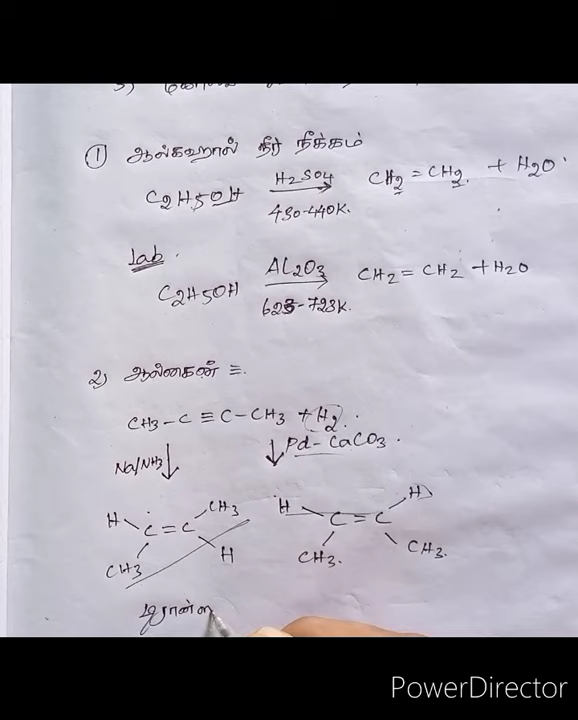 ① ஆல்கஹால் நீர் நீக்கம்
C2H5OH H2SO4 → CH2 = CH2 + H2O
430-440K.
Lab.
C2H5OH Al2O3 → CH2 = CH2 + H2O
623-723K.
2) ஆல்கைன் ≡.
CH3 - C ≡ C - CH3 + H2.
Na/NH3 ↓ ↓ Pd - CaCO3.
H CH3 H H
C = C C = C
CH3 H CH3. CH3.
PowerDirector